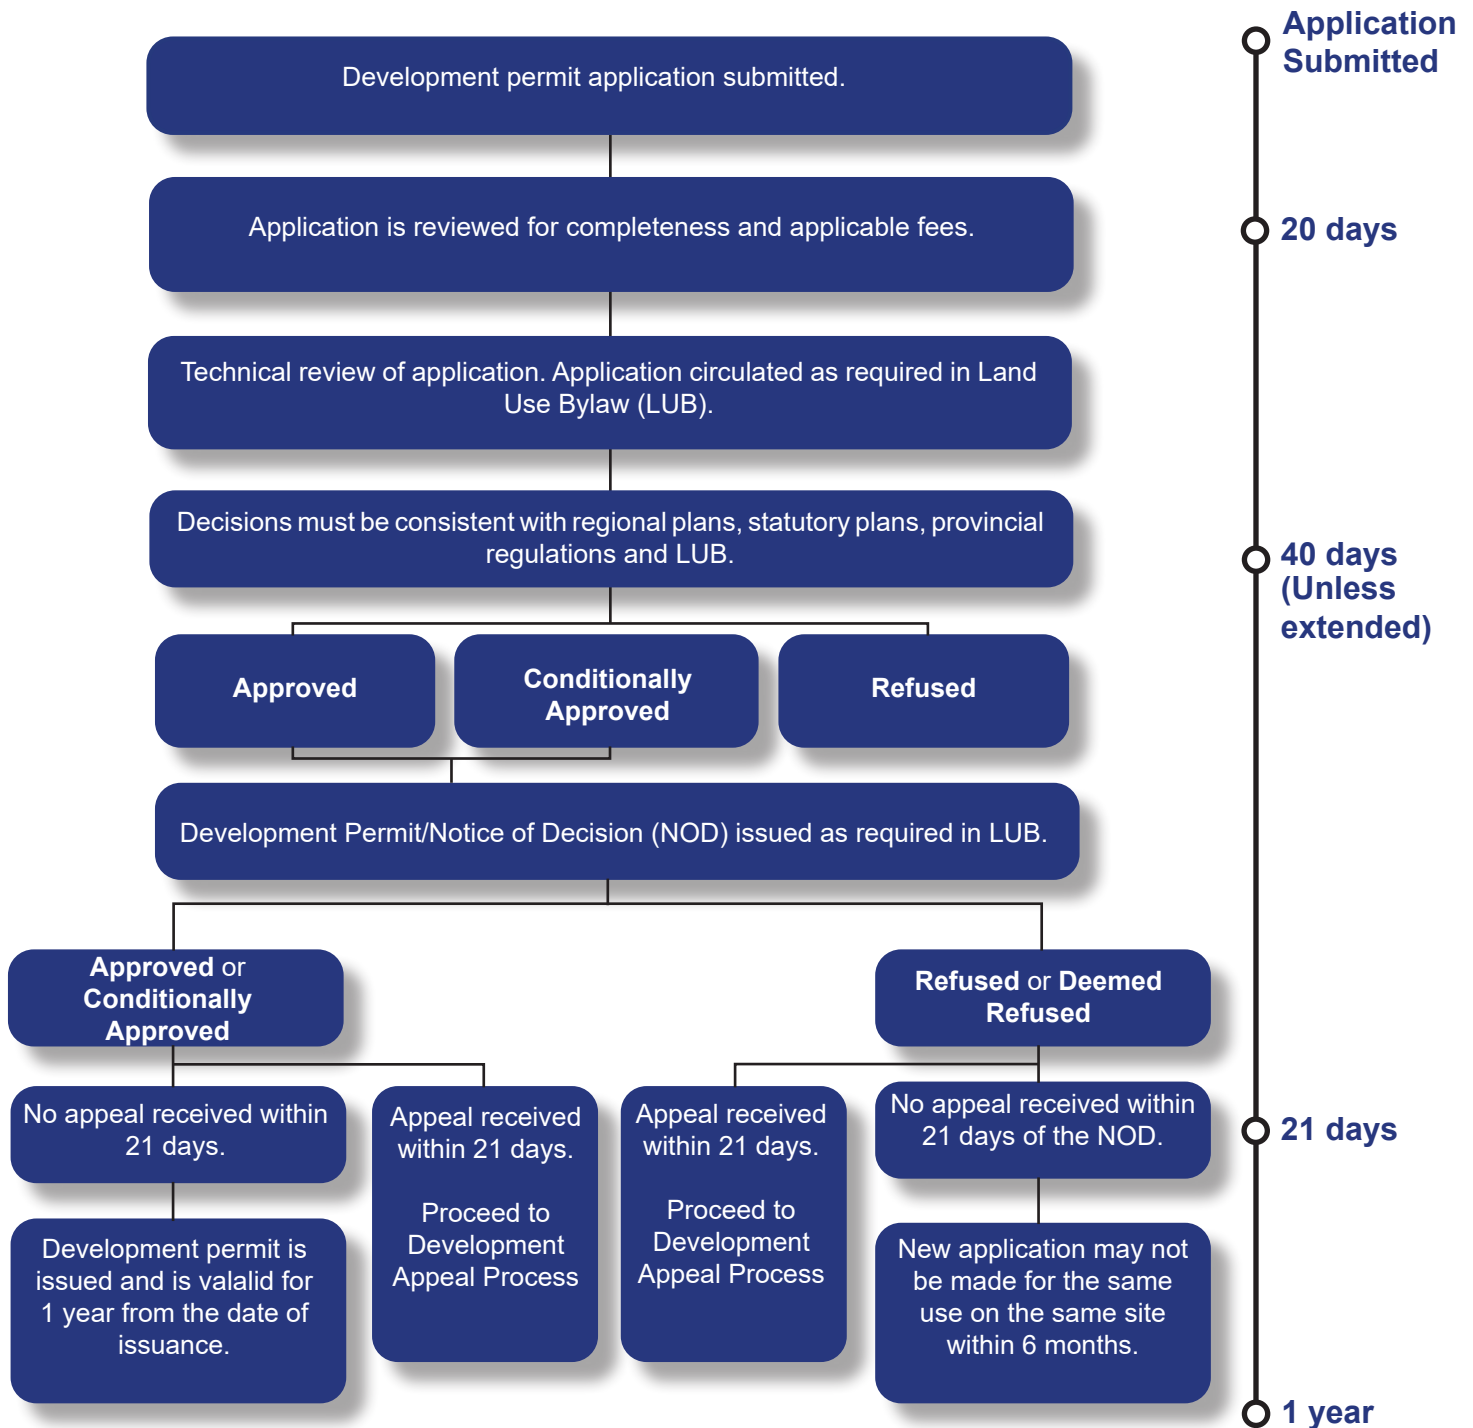 Application
Submitted
Development permit application submitted.
Application is reviewed for completeness and applicable fees.
20 days
Technical review of application. Application circulated as required in Land
Use Bylaw (LUB).
Decisions must be consistent with regional plans, statutory plans, provincial
regulations and LUB.
40 days
(Unless
extended)
Approved
Conditionally
Approved
Refused
Development Permit/Notice of Decision (NOD) issued as required in LUB.
Approved or
Conditionally
Approved
Refused or Deemed
Refused
No appeal received within
21 days.
Appeal received
within 21 days.
Proceed to
Development
Appeal Process
Appeal received
within 21 days.
Proceed to
Development
Appeal Process
No appeal received within
21 days of the NOD.
21 days
Development permit is
issued and is valalid for
1 year from the date of
issuance.
New application may not
be made for the same
use on the same site
within 6 months.
1 year